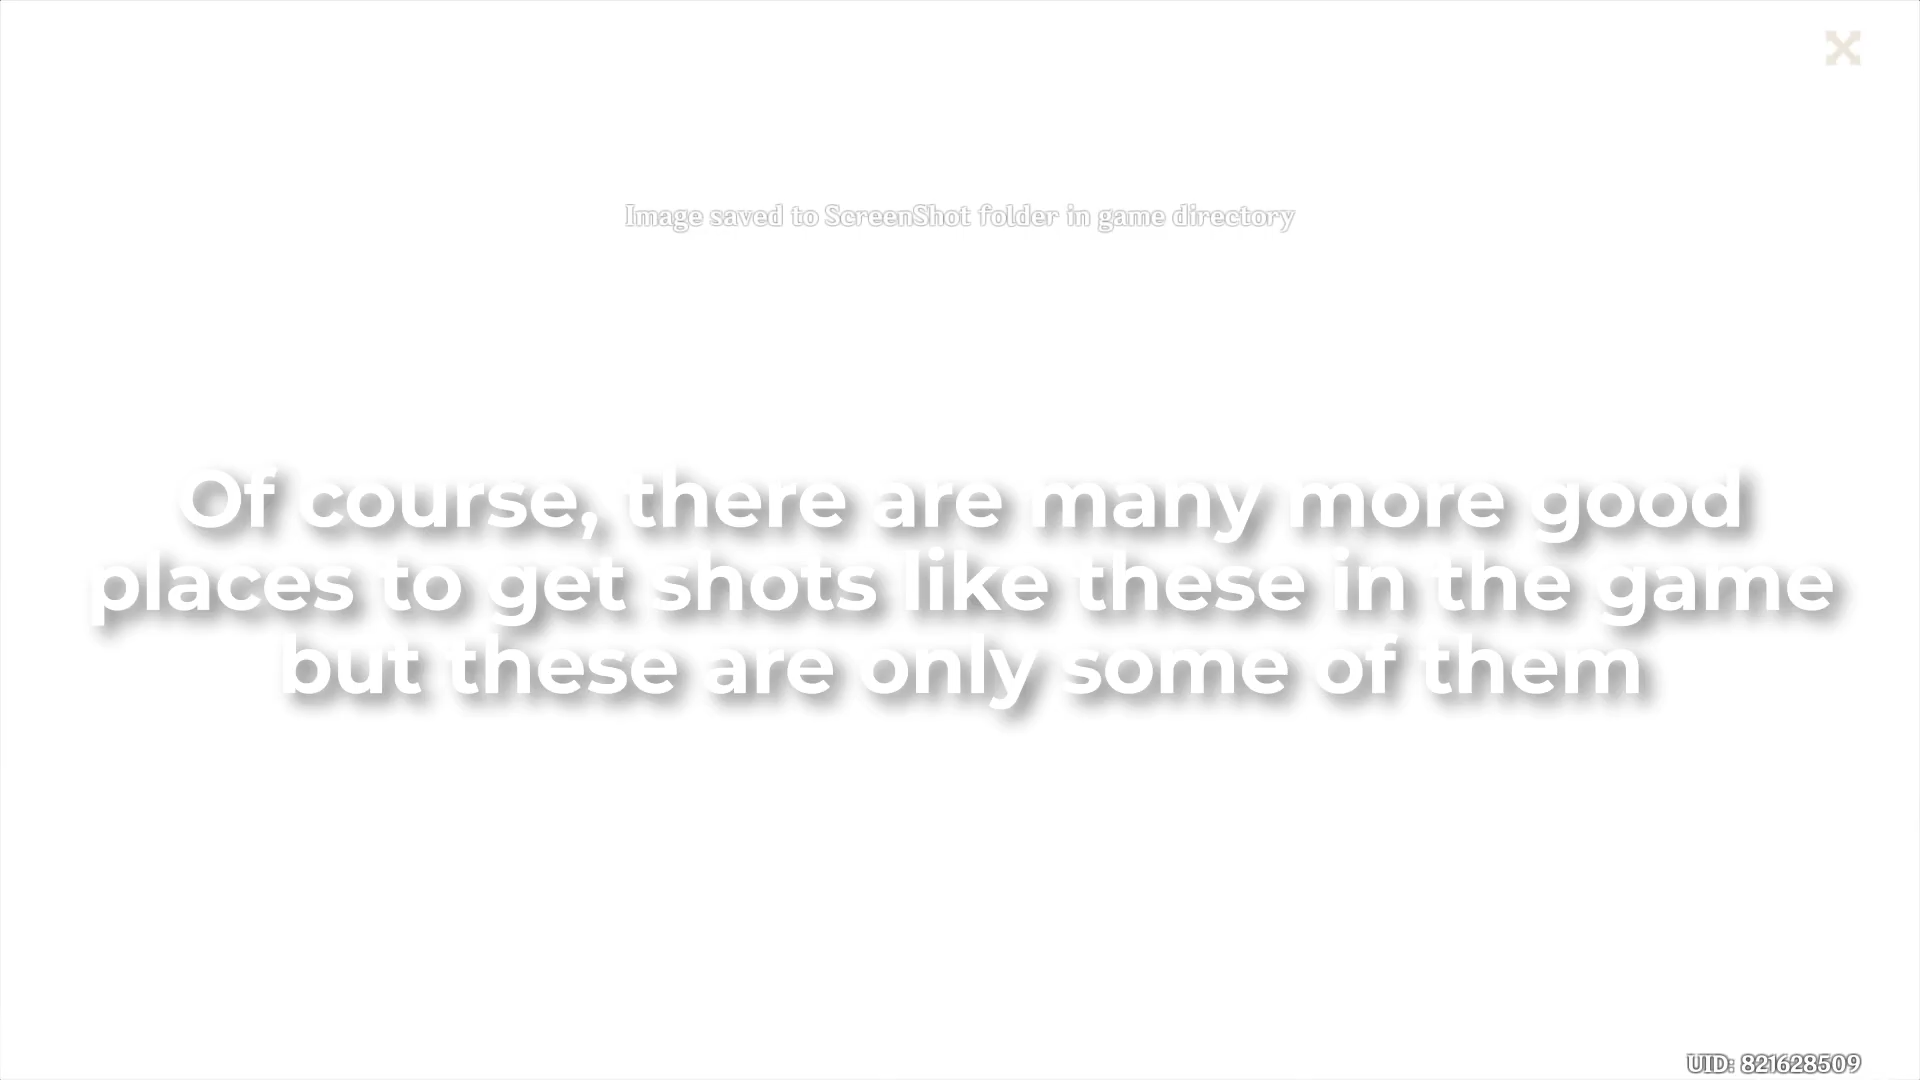 Image saved to ScreenShot folder in game directory
Of course, there are many more good
places to get shots like these in the game
but these are only some of them
UID: 821628509